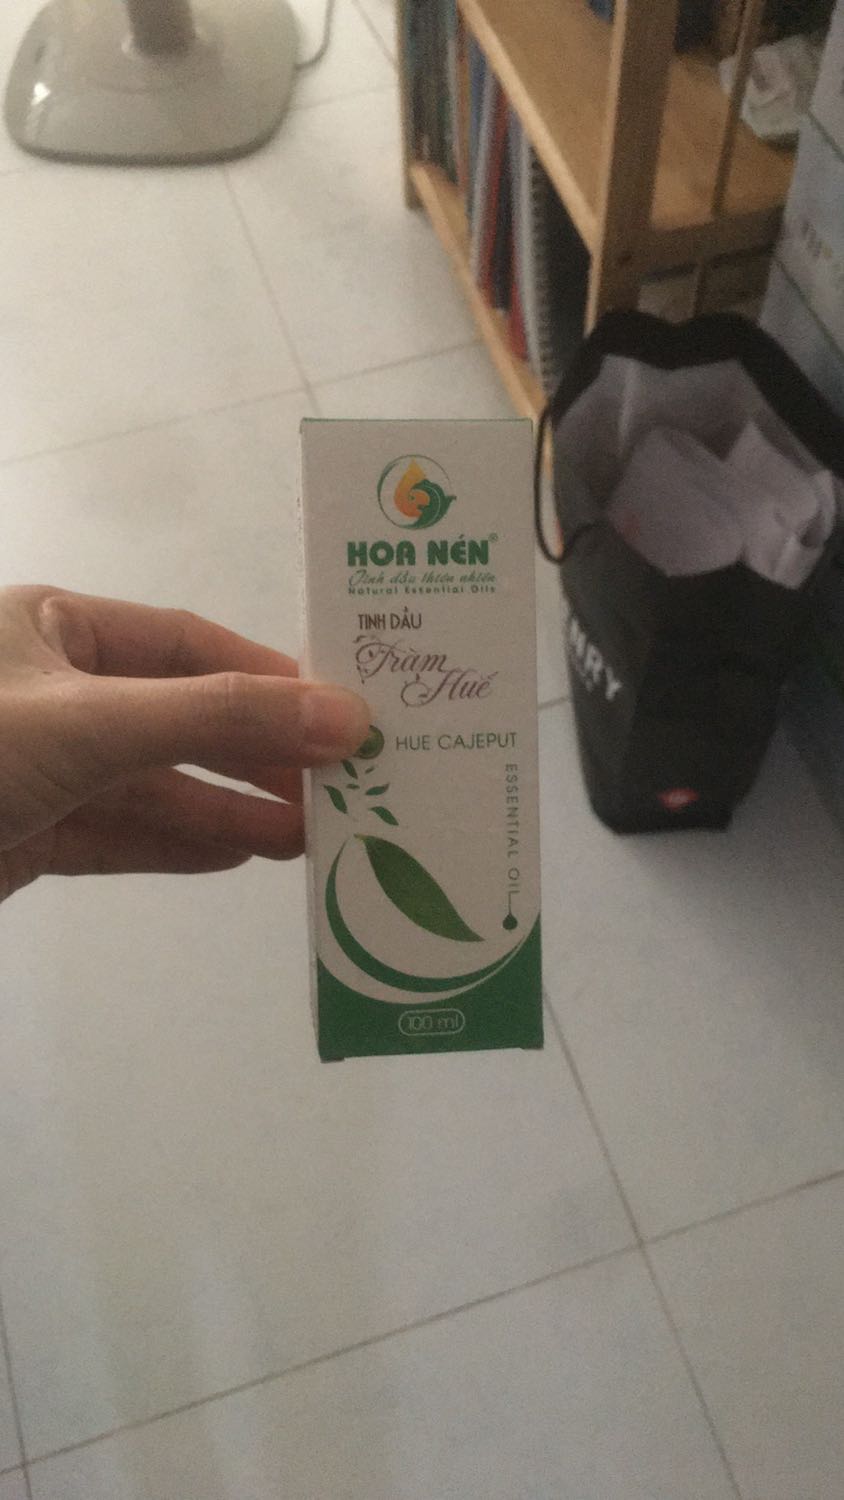 HOA NÉN®
Tinh dầu thiên nhiên
Natural Essential Oils
TINH DẦU
Tràm
Huế
HUE CAJEPUT
ESSENTIAL OIL
100 ml